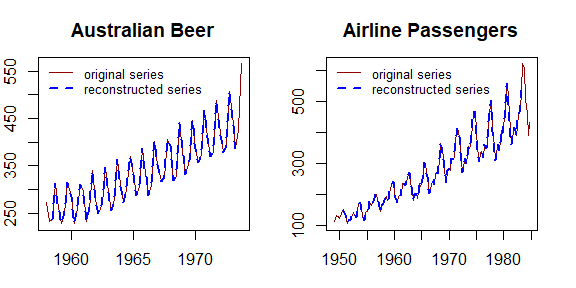 Australian Beer
original series
reconstructed series
550
450
350
250
1960 1965 1970
Airline Passengers
original series
reconstructed series
500
300
100
1950 1960 1970 1980